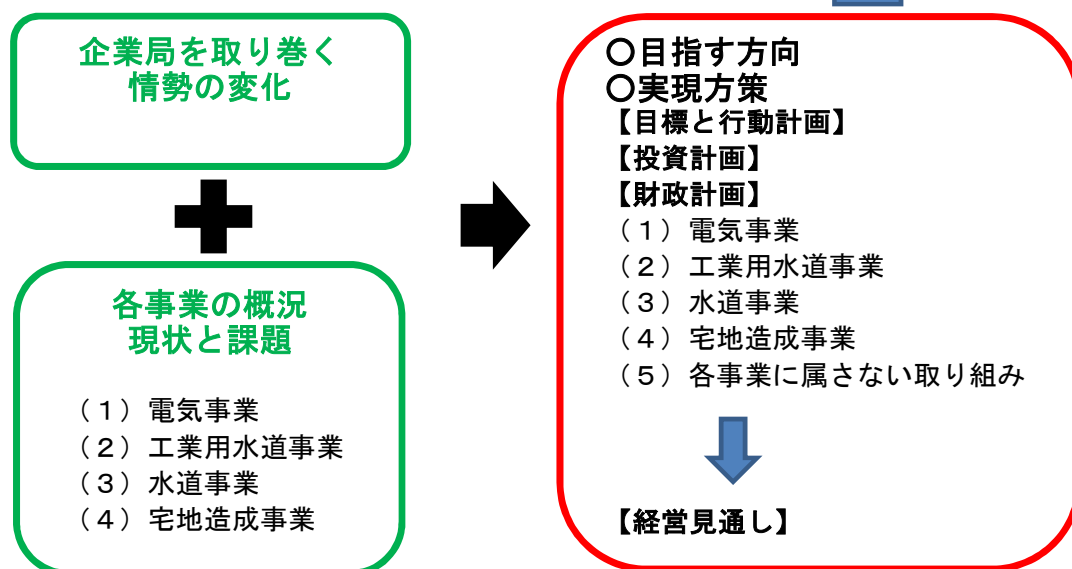 企業局を取り巻く
情勢の変化
各事業の概況
現状と課題
（１）電気事業
（２）工業用水道事業
（３）水道事業
（４）宅地造成事業
〇目指す方向
〇実現方策
【目標と行動計画】
【投資計画】
【財政計画】
（１）電気事業
（２）工業用水道事業
（３）水道事業
（４）宅地造成事業
（５）各事業に属さない取り組み
【経営見通し】